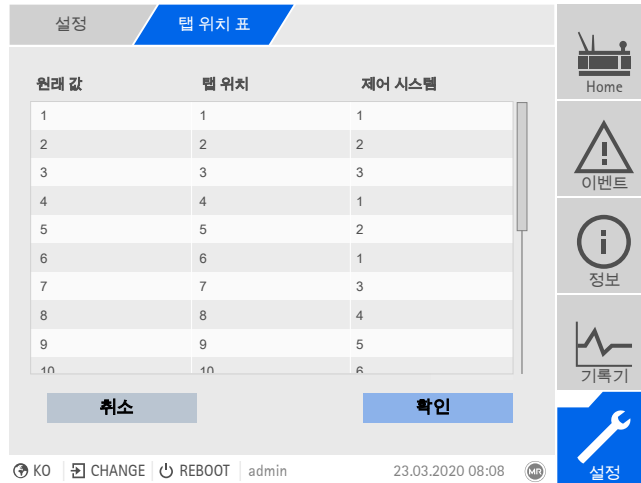 설정 탭 위치 표
Home
원래 값 탭 위치 제어 시스템
1 1 1
2 2 2
3 3 3
4 4 1
5 5 2
6 6 1
7 7 3
8 8 4
9 9 5
10 10 6
이벤트
정보
기록기
취소 확인
설정
KO CHANGE REBOOT admin 23.03.2020 08:08 MR